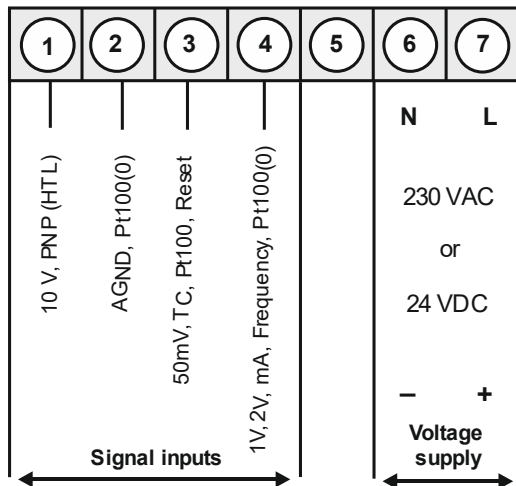 1 2 3 4 5 6 7
10 V, PNP (HTL)
AGND, Pt100(0)
50mV, TC, Pt100, Reset
1V, 2V, mA, Frequency, Pt100(0)
N L
230 VAC
or
24 VDC
– +
Signal inputs
Voltage
supply